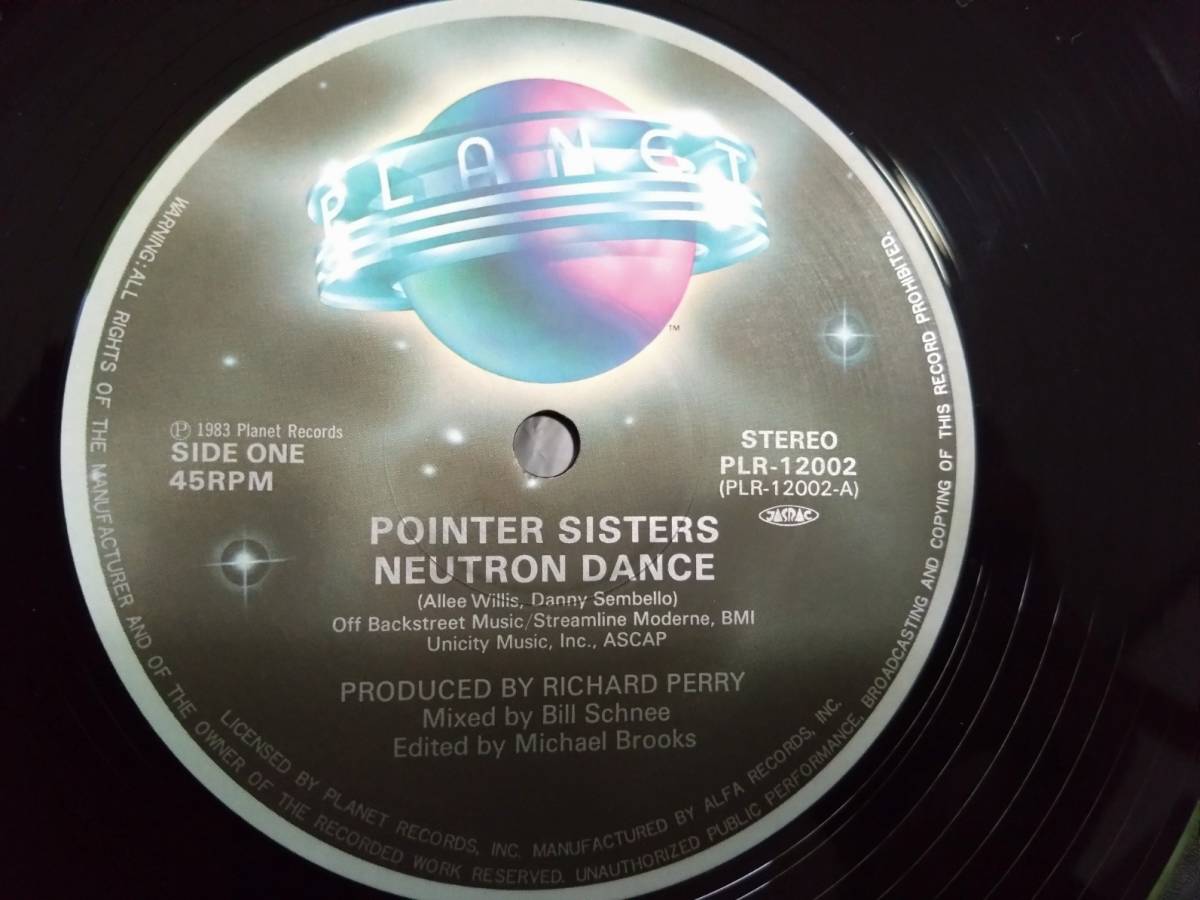 PLANET
TM
Ⓟ 1983 Planet Records
SIDE ONE
45RPM
STEREO
PLR-12002
(PLR-12002-A)
JASRAC
POINTER SISTERS
NEUTRON DANCE
(Allee Willis, Danny Sembello)
Off Backstreet Music/Streamline Moderne, BMI
Unicity Music, Inc., ASCAP
PRODUCED BY RICHARD PERRY
Mixed by Bill Schnee
Edited by Michael Brooks
LICENSED BY PLANET RECORDS, INC. MANUFACTURED BY ALFA RECORDS, INC.
WARNING: ALL RIGHTS OF THE MANUFACTURER AND OF THE OWNER OF THE RECORDED WORK RESERVED. UNAUTHORIZED PUBLIC PERFORMANCE, BROADCASTING AND COPYING OF THIS RECORD PROHIBITED.